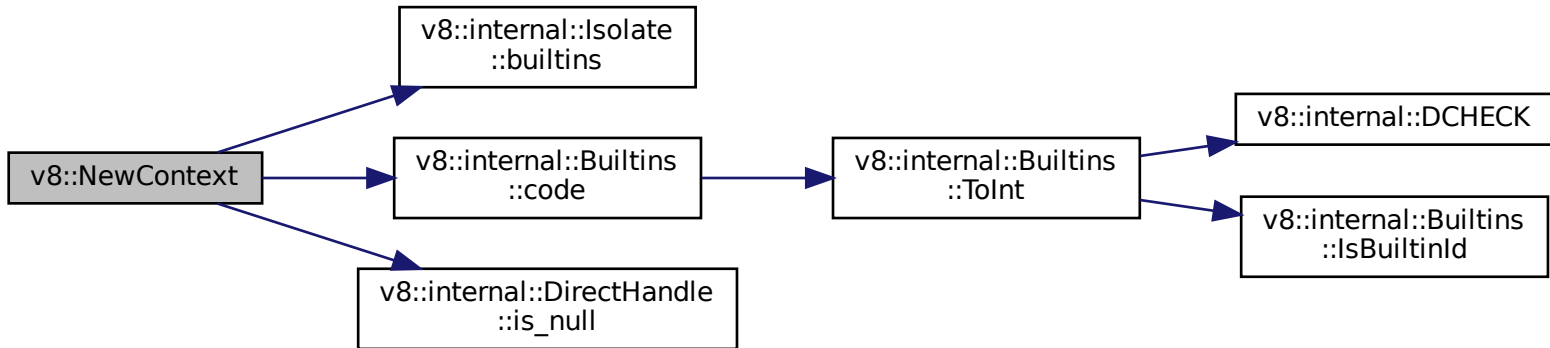 v8::NewContext
v8::internal::Isolate
::builtins
v8::internal::Builtins
::code
v8::internal::DirectHandle
::is_null
v8::internal::Builtins
::ToInt
v8::internal::DCHECK
v8::internal::Builtins
::IsBuiltinId